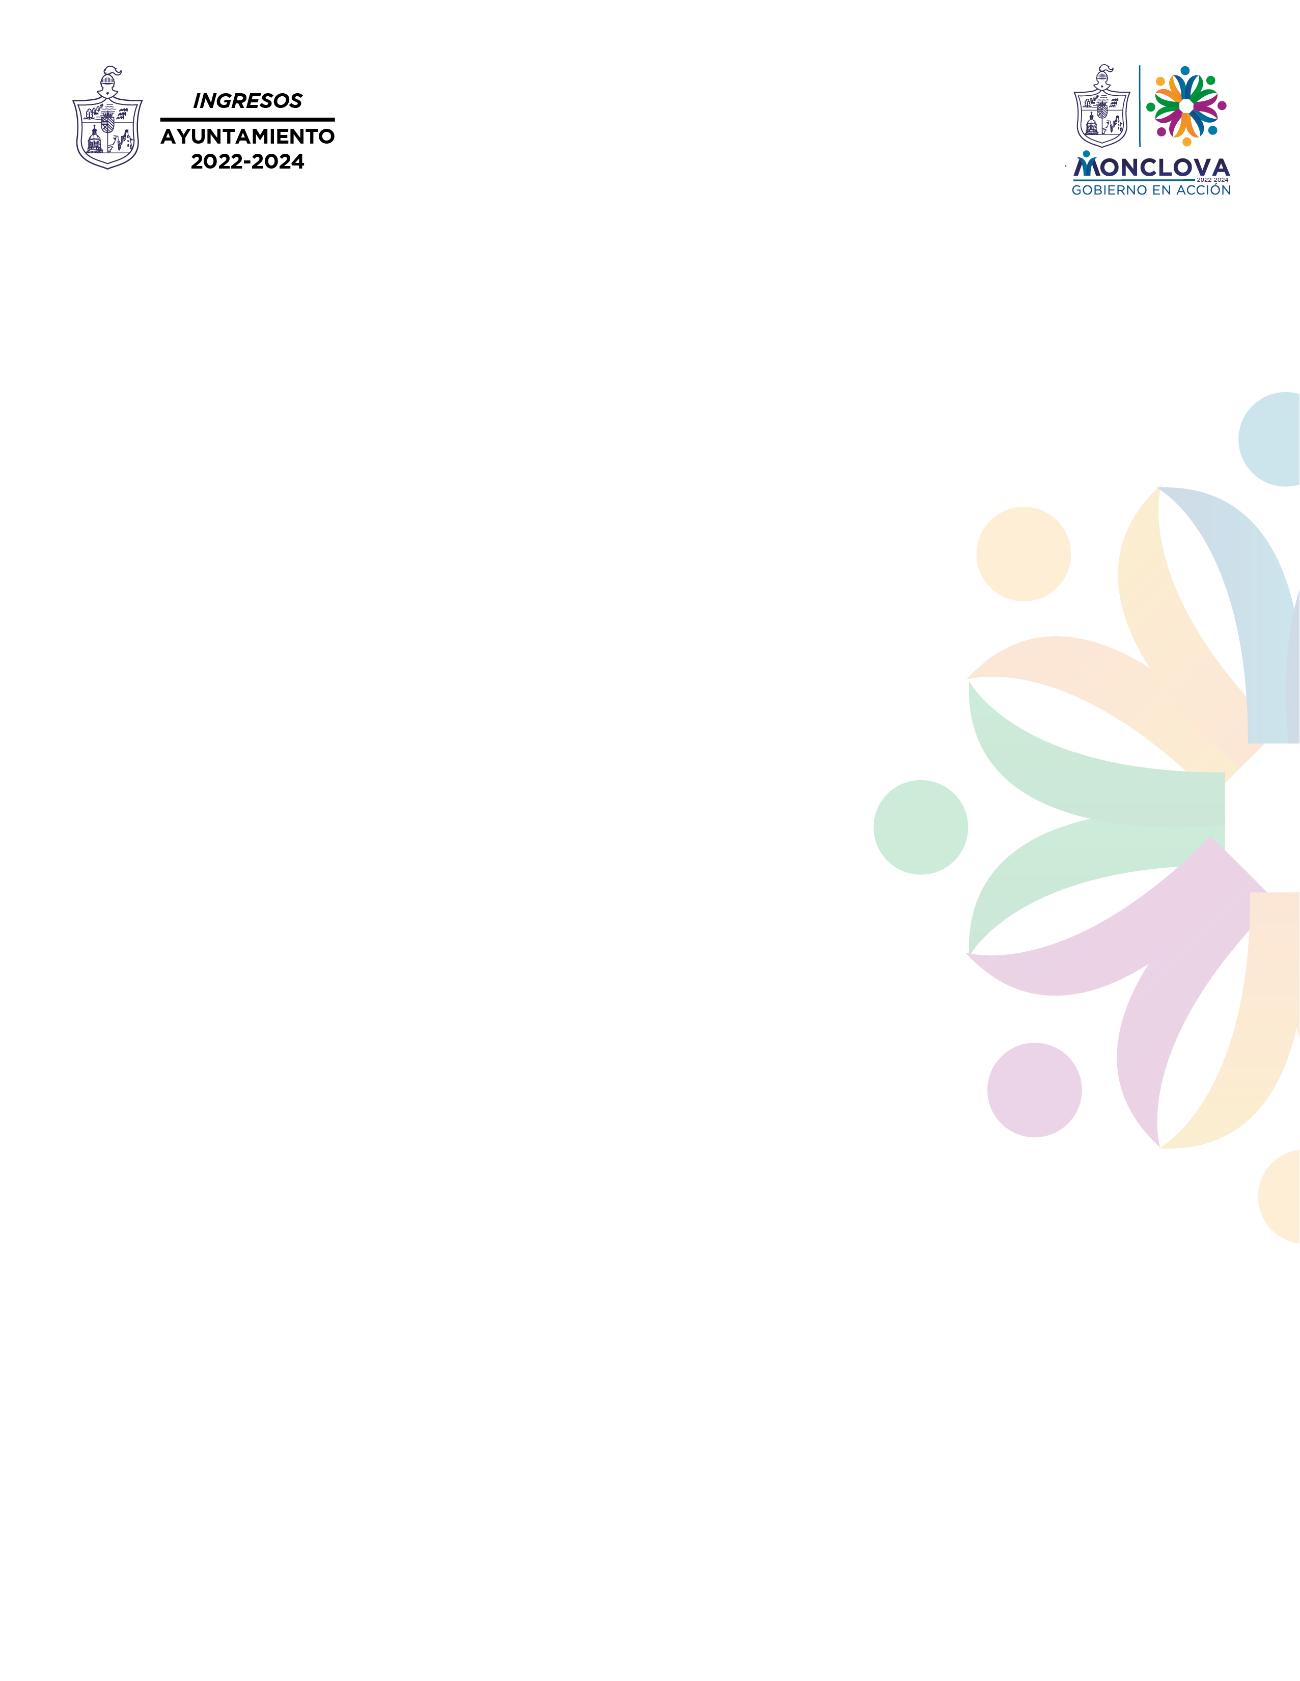 INGRESOS
AYUNTAMIENTO
2022-2024
MONCLOVA
2022-2024
GOBIERNO EN ACCIÓN